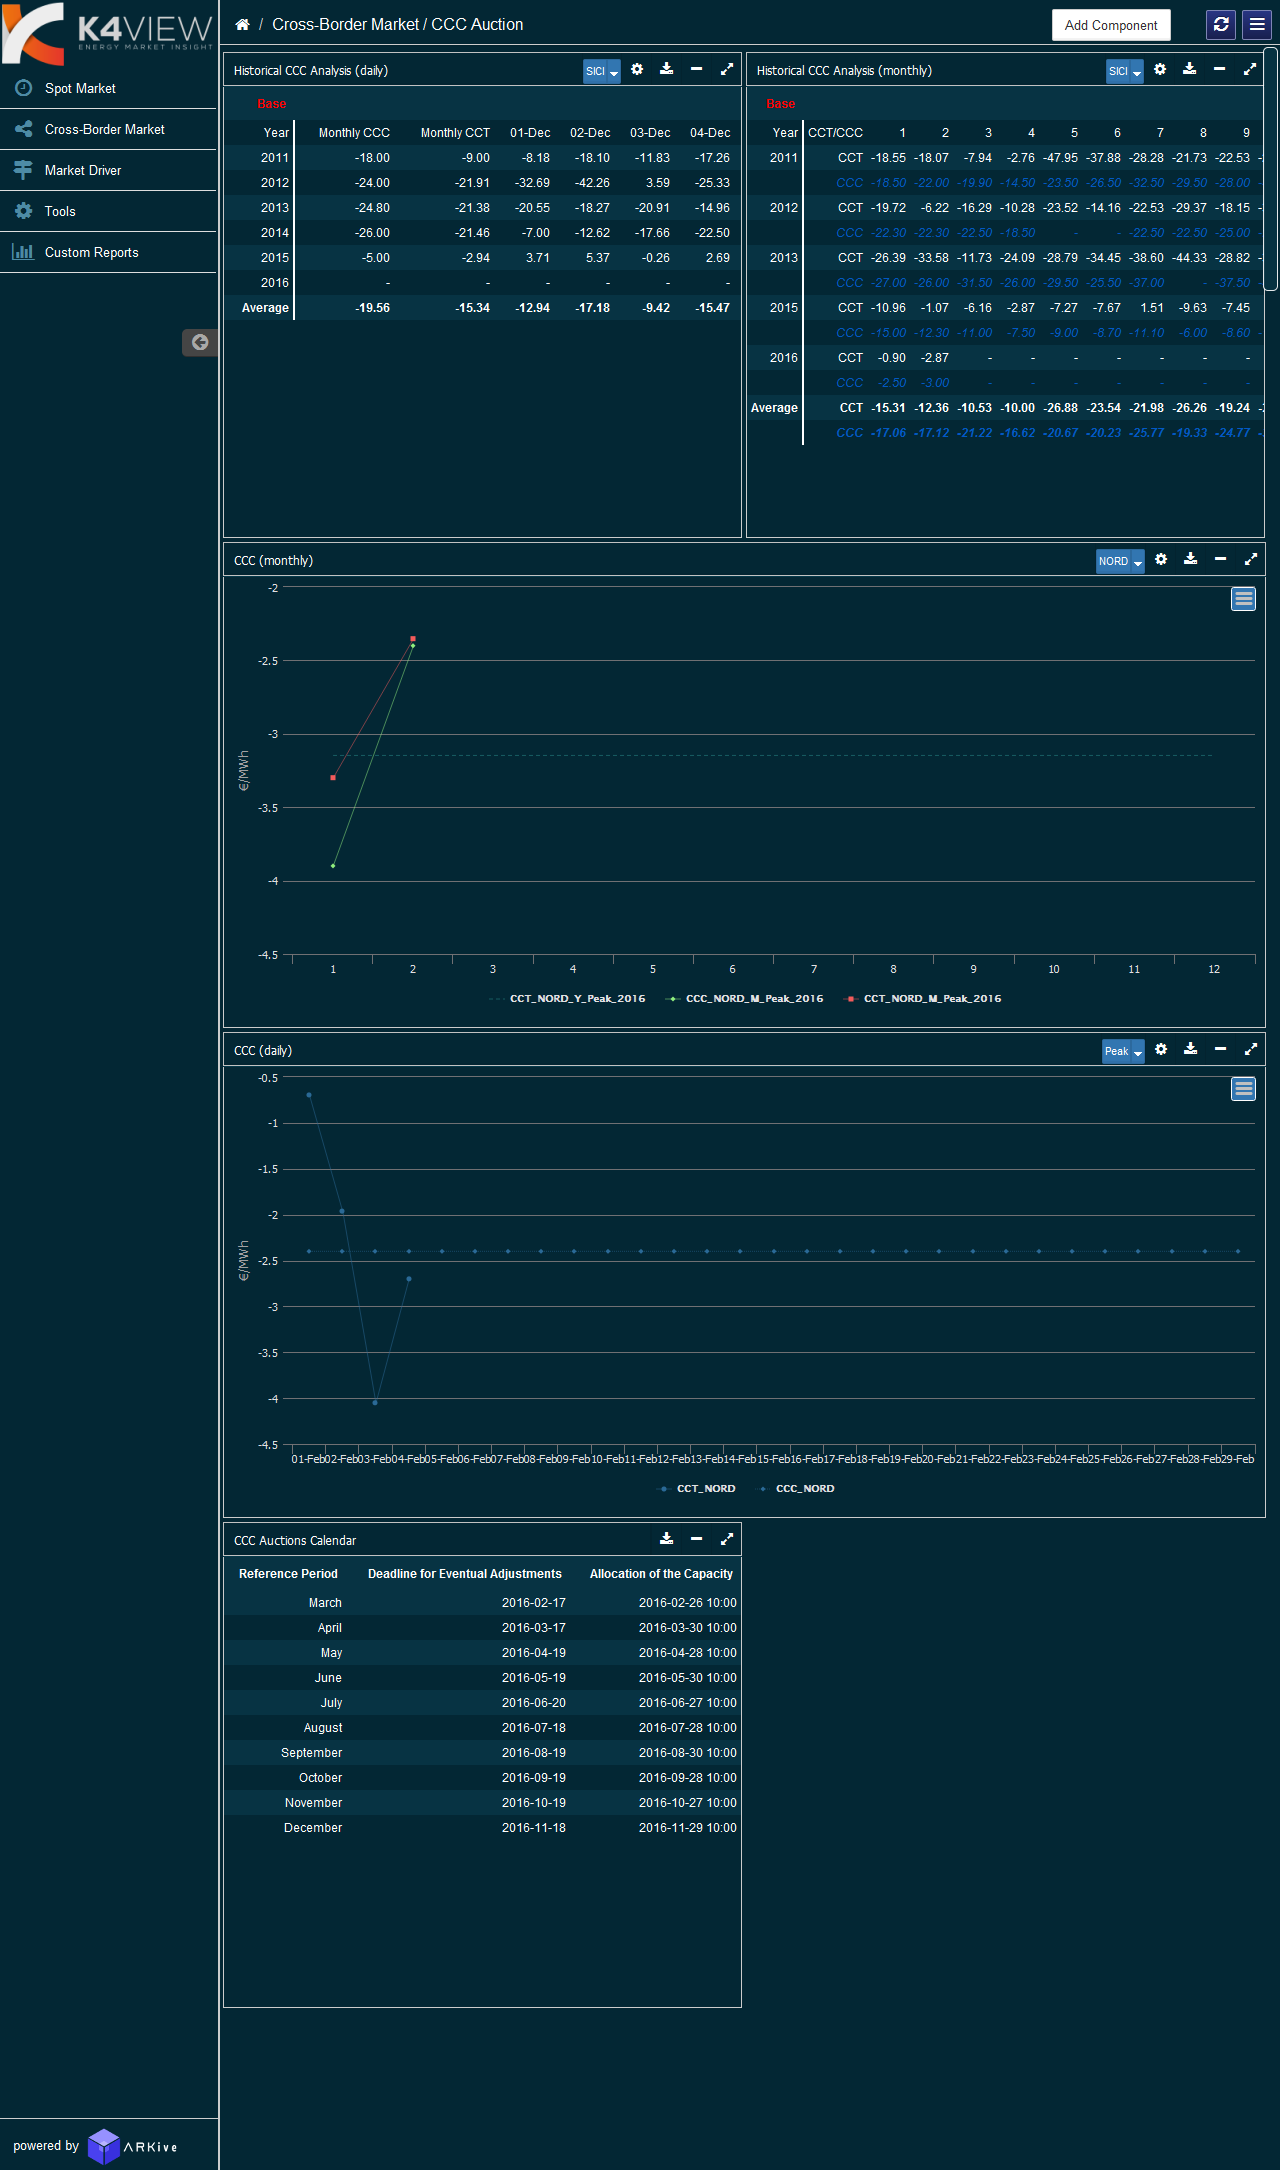 K4VIEW
ENERGY MARKET INSIGHT
Spot Market
Cross-Border Market
Market Driver
Tools
Custom Reports
/ Cross-Border Market / CCC Auction
Add Component
Historical CCC Analysis (daily)
SICI
Base
Year Monthly CCC Monthly CCT 01-Dec 02-Dec 03-Dec 04-Dec
2011 -18.00 -9.00 -8.18 -18.10 -11.83 -17.26
2012 -24.00 -21.91 -32.69 -42.26 3.59 -25.33
2013 -24.80 -21.38 -20.55 -18.27 -20.91 -14.96
2014 -26.00 -21.46 -7.00 -12.62 -17.66 -22.50
2015 -5.00 -2.94 3.71 5.37 -0.26 2.69
2016 - - - - - -
Average -19.56 -15.34 -12.94 -17.18 -9.42 -15.47
Historical CCC Analysis (monthly)
SICI
Base
Year CCT/CCC 1 2 3 4 5 6 7 8 9
2011 CCT -18.55 -18.07 -7.94 -2.76 -47.95 -37.88 -28.28 -21.73 -22.53
CCC -18.50 -22.00 -19.90 -14.50 -23.50 -26.50 -32.50 -29.50 -28.00
2012 CCT -19.72 -6.22 -16.29 -10.28 -23.52 -14.16 -22.53 -29.37 -18.15
CCC -22.30 -22.30 -22.50 -18.50 - - -22.50 -22.50 -25.00
2013 CCT -26.39 -33.58 -11.73 -24.09 -28.79 -34.45 -38.60 -44.33 -28.82
CCC -27.00 -26.00 -31.50 -26.00 -29.50 -25.50 -37.00 - -37.50
2015 CCT -10.96 -1.07 -6.16 -2.87 -7.27 -7.67 1.51 -9.63 -7.45
CCC -15.00 -12.30 -11.00 -7.50 -9.00 -8.70 -11.10 -6.00 -8.60
2016 CCT -0.90 -2.87 - - - - - - -
CCC -2.50 -3.00 - - - - - - -
Average CCT -15.31 -12.36 -10.53 -10.00 -26.88 -23.54 -21.98 -26.26 -19.24
CCC -17.06 -17.12 -21.22 -16.62 -20.67 -20.23 -25.77 -19.33 -24.77
CCC (monthly)
NORD
-2
-2.5
-3
-3.5
-4
-4.5
€/MWh
1 2 3 4 5 6 7 8 9 10 11 12
CCT_NORD_Y_Peak_2016 CCC_NORD_M_Peak_2016 CCT_NORD_M_Peak_2016
CCC (daily)
Peak
-0.5
-1
-1.5
-2
-2.5
-3
-3.5
-4
-4.5
€/MWh
01-Feb 02-Feb 03-Feb 04-Feb 05-Feb 06-Feb 07-Feb 08-Feb 09-Feb 10-Feb 11-Feb 12-Feb 13-Feb 14-Feb 15-Feb 16-Feb 17-Feb 18-Feb 19-Feb 20-Feb 21-Feb 22-Feb 23-Feb 24-Feb 25-Feb 26-Feb 27-Feb 28-Feb 29-Feb
CCT_NORD CCC_NORD
CCC Auctions Calendar
Reference Period Deadline for Eventual Adjustments Allocation of the Capacity
March 2016-02-17 2016-02-26 10:00
April 2016-03-17 2016-03-30 10:00
May 2016-04-19 2016-04-28 10:00
June 2016-05-19 2016-05-30 10:00
July 2016-06-20 2016-06-27 10:00
August 2016-07-18 2016-07-28 10:00
September 2016-08-19 2016-08-30 10:00
October 2016-09-19 2016-09-28 10:00
November 2016-10-19 2016-10-27 10:00
December 2016-11-18 2016-11-29 10:00
powered by ARKive